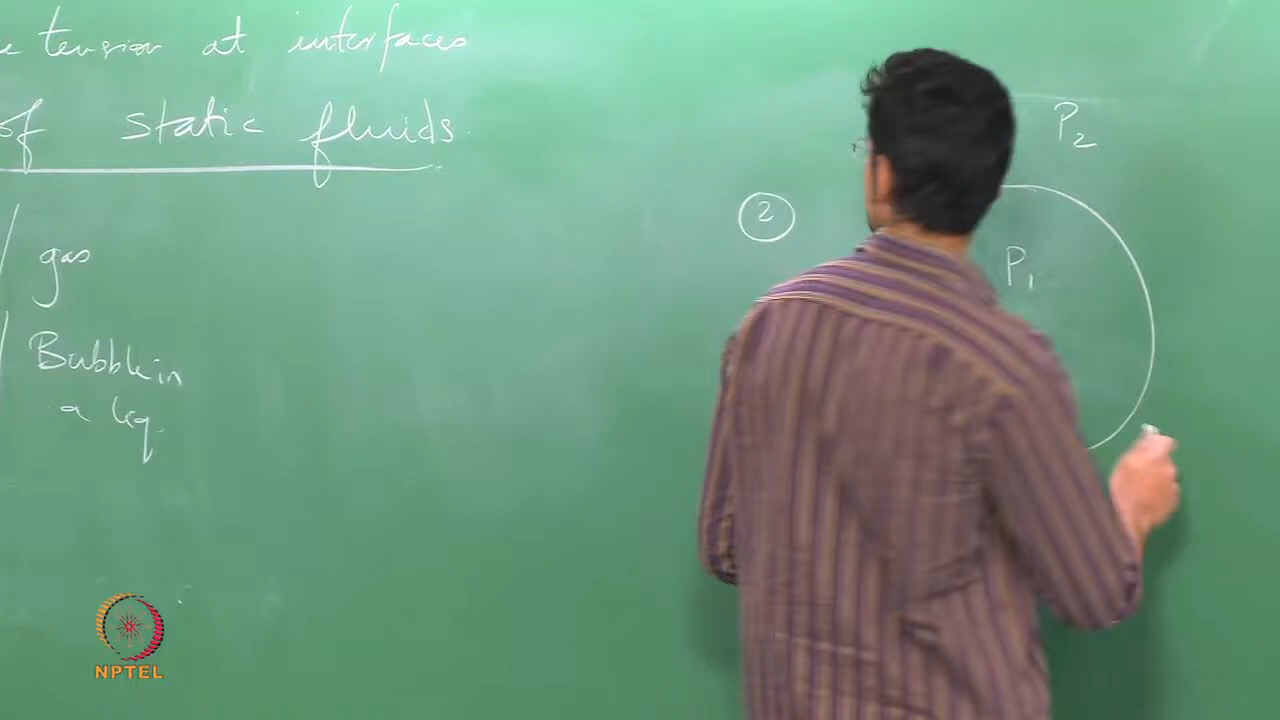 tension at interfaces
of static fluids.
gas
Bubble in
a liq.
2
P2
P1
NPTEL